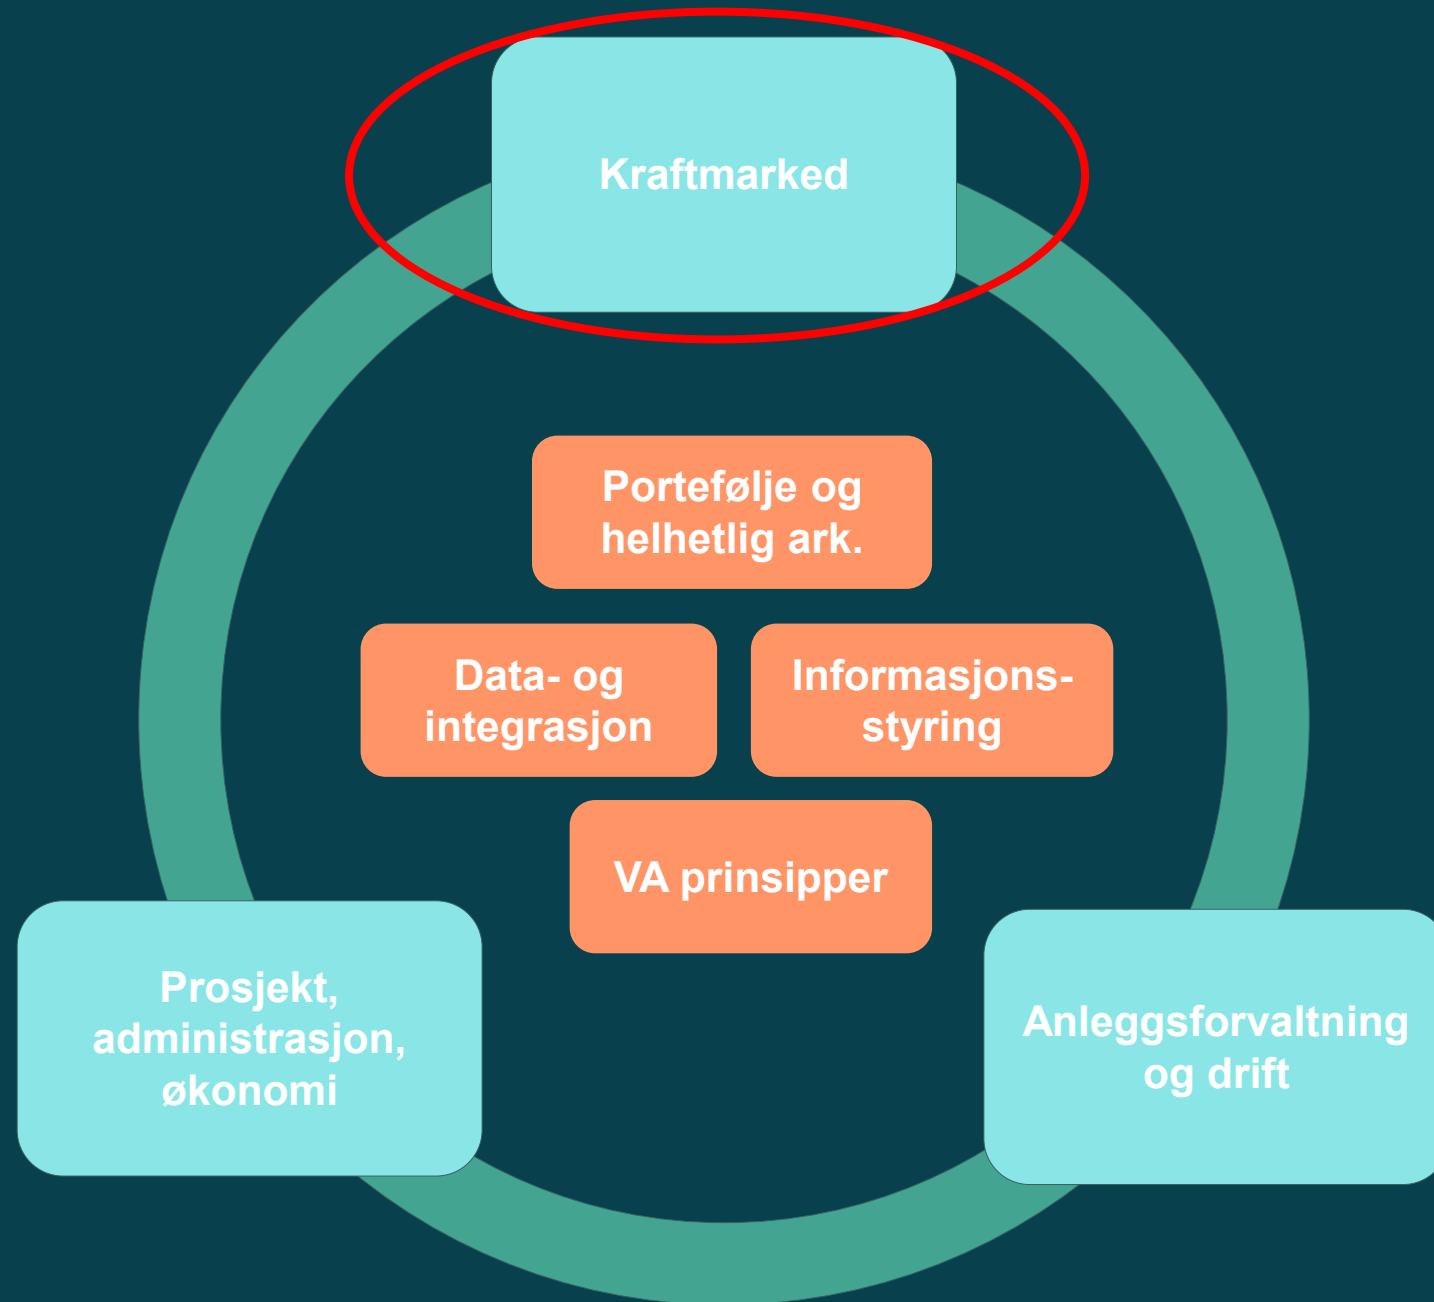 Kraftmarked
Portefølje og
helhetlig ark.
Data- og
integrasjon
Informasjons-
styring
VA prinsipper
Prosjekt,
administrasjon,
økonomi
Anleggsforvaltning
og drift